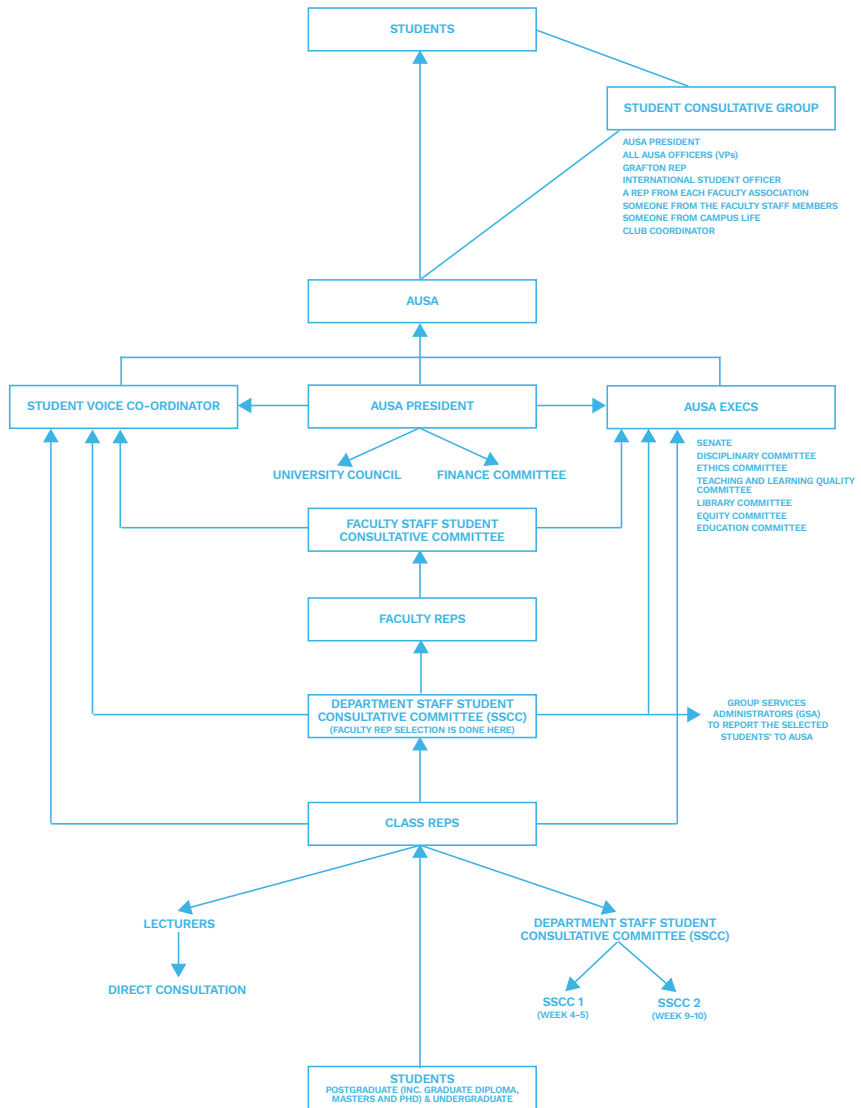 STUDENTS
STUDENT CONSULTATIVE GROUP
AUSA PRESIDENT
ALL AUSA OFFICERS (VPs)
GRAFTON REP
INTERNATIONAL STUDENT OFFICER
A REP FROM EACH FACULTY ASSOCIATION
SOMEONE FROM THE FACULTY STAFF MEMBERS
SOMEONE FROM CAMPUS LIFE
CLUB COORDINATOR
AUSA
STUDENT VOICE CO-ORDINATOR
AUSA PRESIDENT
AUSA EXECS
UNIVERSITY COUNCIL
FINANCE COMMITTEE
SENATE
DISCIPLINARY COMMITTEE
ETHICS COMMITTEE
TEACHING AND LEARNING QUALITY
COMMITTEE
LIBRARY COMMITTEE
EQUITY COMMITTEE
EDUCATION COMMITTEE
FACULTY STAFF STUDENT
CONSULTATIVE COMMITTEE
FACULTY REPS
DEPARTMENT STAFF STUDENT
CONSULTATIVE COMMITTEE (SSCC)
(FACULTY REP SELECTION IS DONE HERE)
GROUP SERVICES
ADMINISTRATORS (GSA)
TO REPORT THE SELECTED
STUDENTS' TO AUSA
CLASS REPS
LECTURERS
DIRECT CONSULTATION
DEPARTMENT STAFF STUDENT
CONSULTATIVE COMMITTEE (SSCC)
SSCC 1
(WEEK 4-5)
SSCC 2
(WEEK 9-10)
STUDENTS
POSTGRADUATE (INC. GRADUATE DIPLOMA,
MASTERS AND PHD) & UNDERGRADUATE